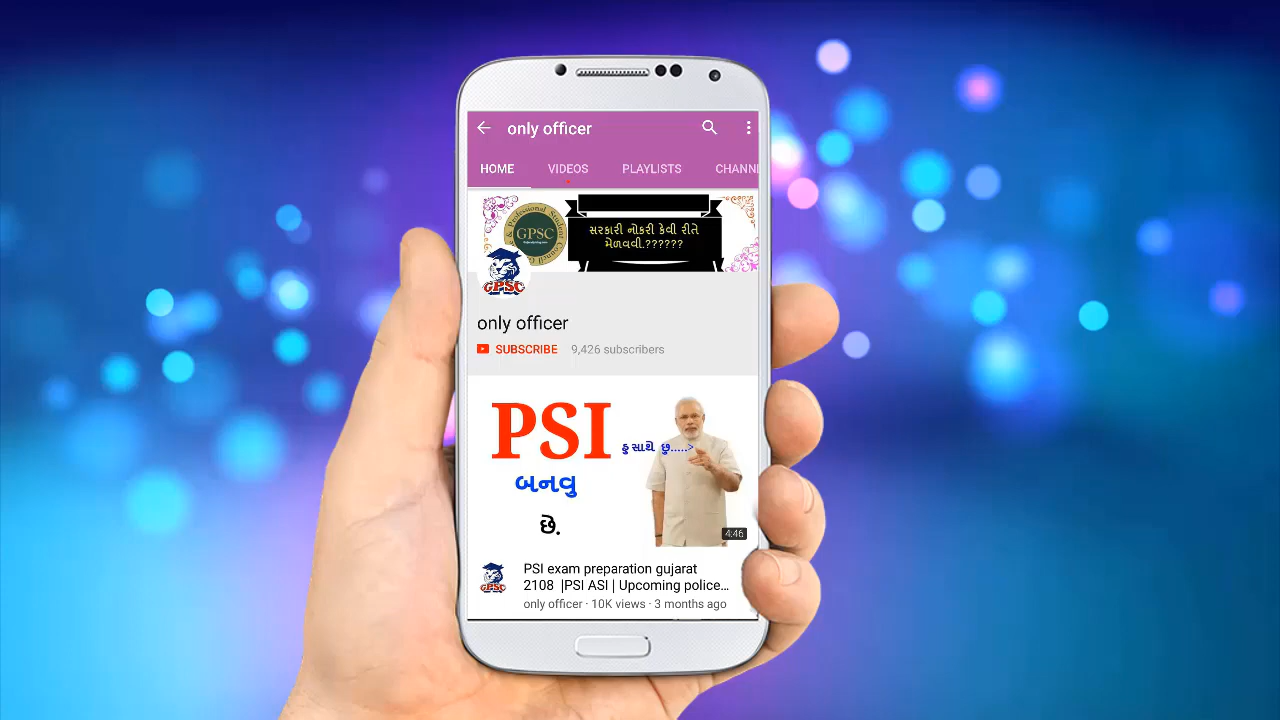 only officer
HOME VIDEOS PLAYLISTS CHANN
GPSC
સરકારી નોકરી કેવી રીતે
મેળવવી.??????
GPSC
only officer
SUBSCRIBE 9,426 subscribers
PSI
હુ સાથે છુ.....>
બનવુ
છે.
4:46
GPSC
PSI exam preparation gujarat
2108 |PSI ASI | Upcoming police...
only officer · 10K views · 3 months ago